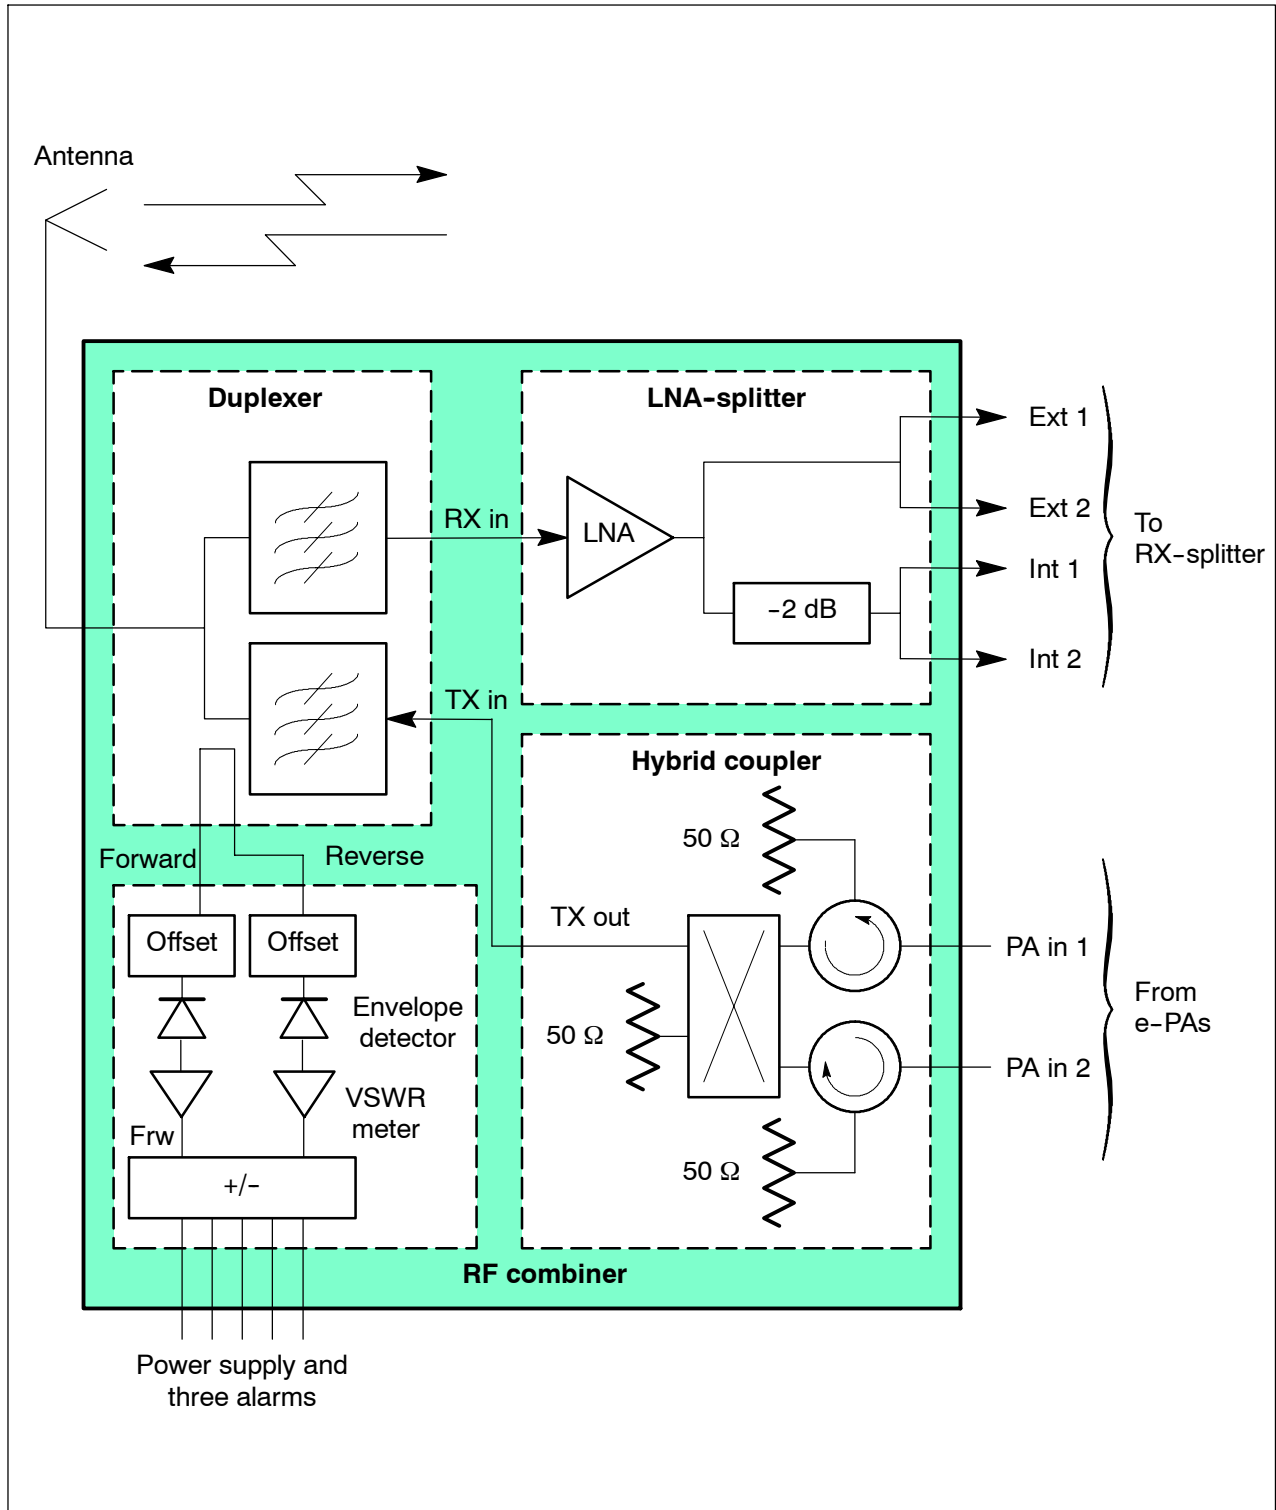 Antenna
Duplexer
LNA-splitter
Ext 1
Ext 2
To
RX-splitter
Int 1
Int 2
RX in
LNA
-2 dB
TX in
Hybrid coupler
50 Ω
Forward
Reverse
TX out
PA in 1
Offset
Offset
Envelope
detector
50 Ω
From
e-PAs
PA in 2
VSWR
meter
Frw
50 Ω
+/-
RF combiner
Power supply and
three alarms